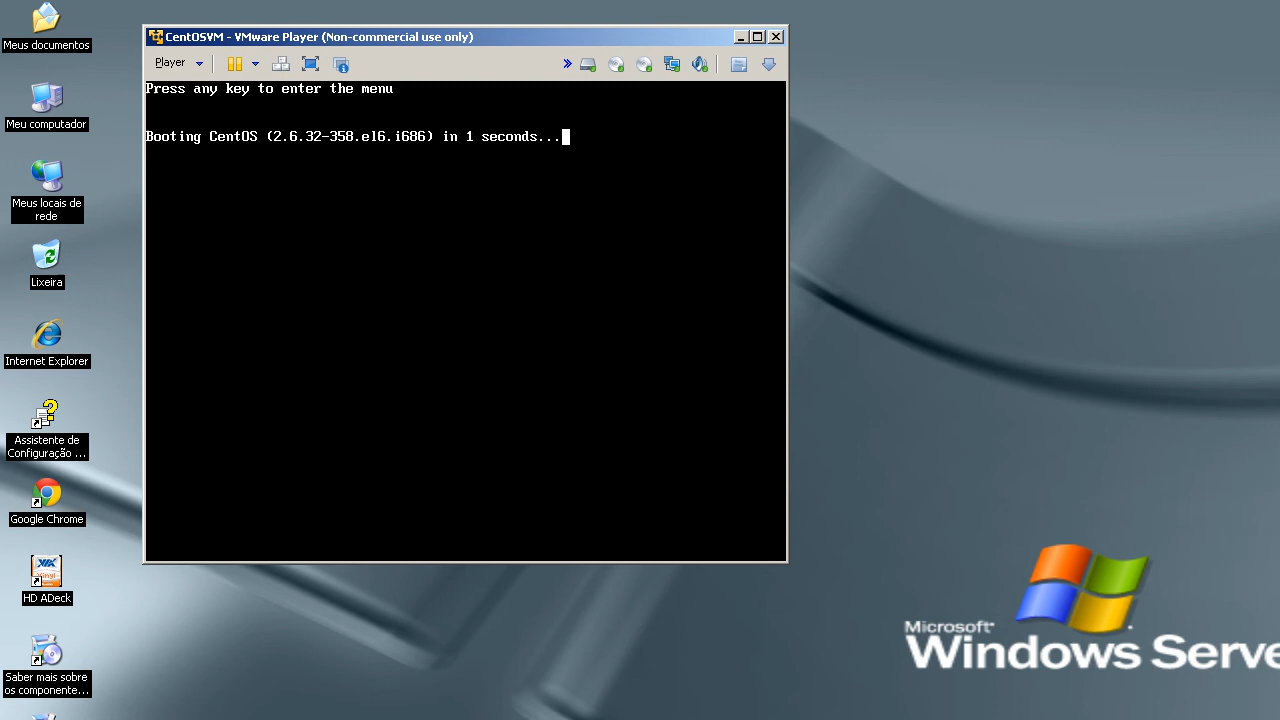 Meus documentos
Meu computador
Meus locais de
rede
Lixeira
Internet Explorer
Assistente de
Configuração ...
Google Chrome
VIA
HD ADeck
Saber mais sobre
os componente...
CentOSVM - VMware Player (Non-commercial use only)
Player
Press any key to enter the menu
Booting CentOS (2.6.32-358.el6.i686) in 1 seconds...
Microsoft
Windows Serve